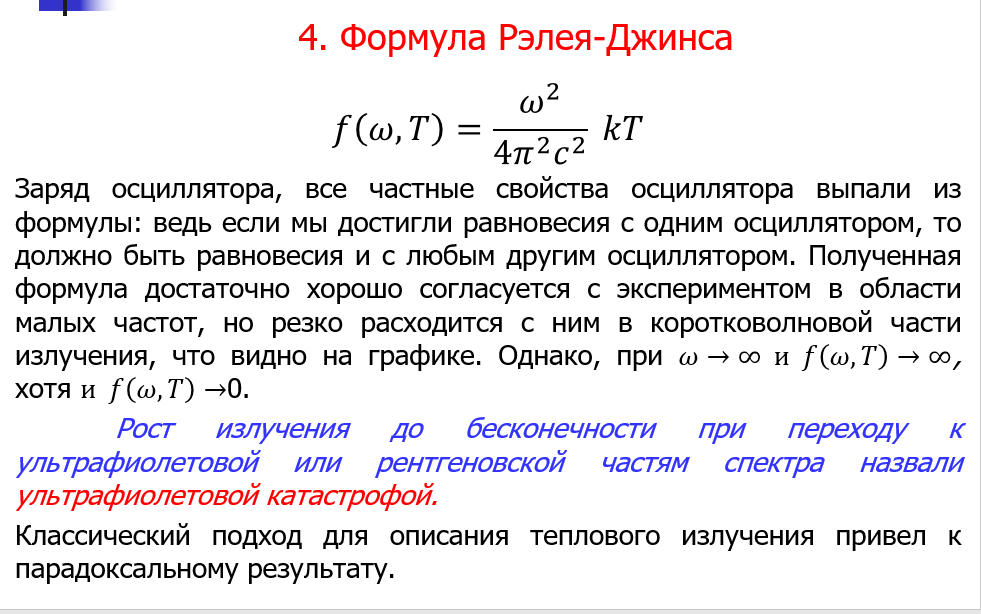 4. Формула Рэлея-Джинса
f(ω, T) = ω² / 4π²c² kT
Заряд осциллятора, все частные свойства осциллятора выпали из
формулы: ведь если мы достигли равновесия с одним осциллятором, то
должно быть равновесия и с любым другим осциллятором. Полученная
формула достаточно хорошо согласуется с экспериментом в области
малых частот, но резко расходится с ним в коротковолновой части
излучения, что видно на графике. Однако, при ω → ∞ и f(ω, T) → ∞,
хотя и f(ω, T) →0.
Рост излучения до бесконечности при переходу к
ультрафиолетовой или рентгеновской частям спектра назвали
ультрафиолетовой катастрофой.
Классический подход для описания теплового излучения привел к
парадоксальному результату.